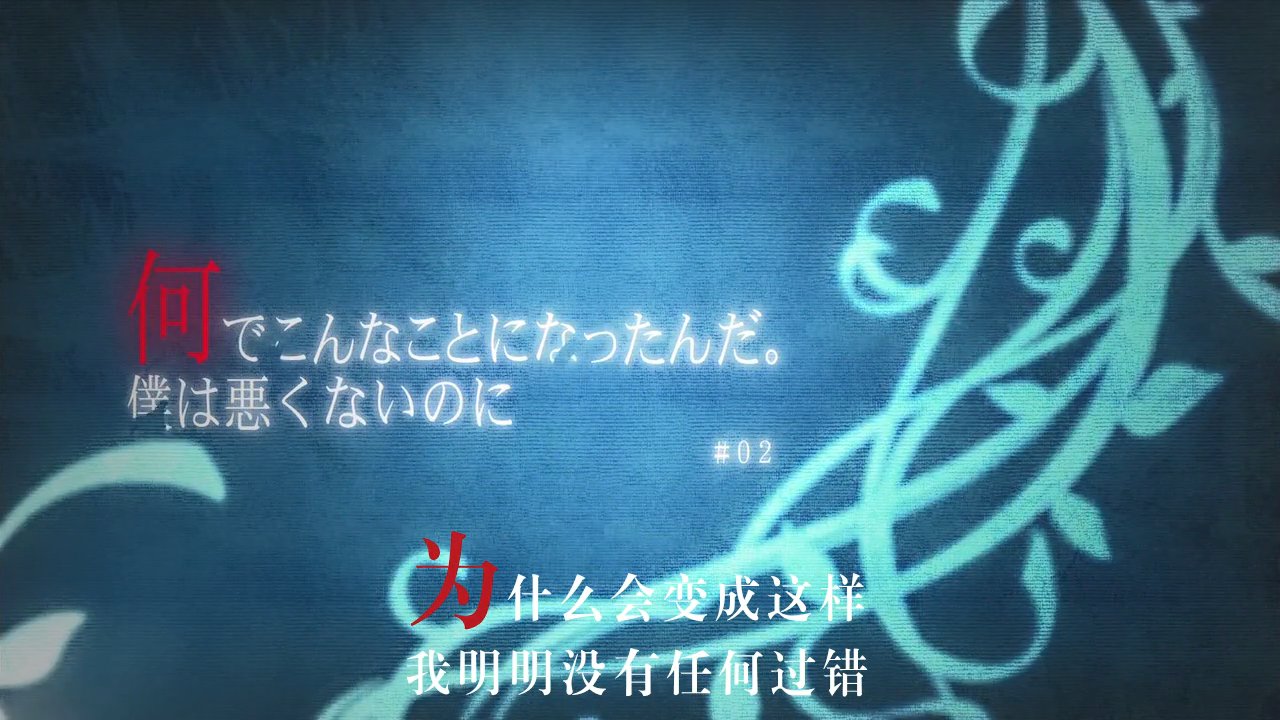 何でこんなことになったんだ。
僕は悪くないのに
#02
为什么会变成这样
我明明没有任何过错